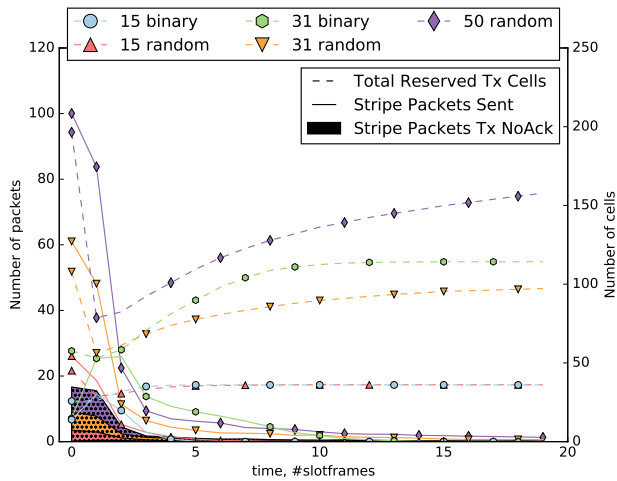 15 binary 31 binary 50 random
15 random 31 random
Total Reserved Tx Cells
Stripe Packets Sent
Stripe Packets Tx NoAck
120
100
80
60
40
20
0
Number of packets
250
200
150
100
50
0
Number of cells
0 5 10 15 20
time, #slotframes